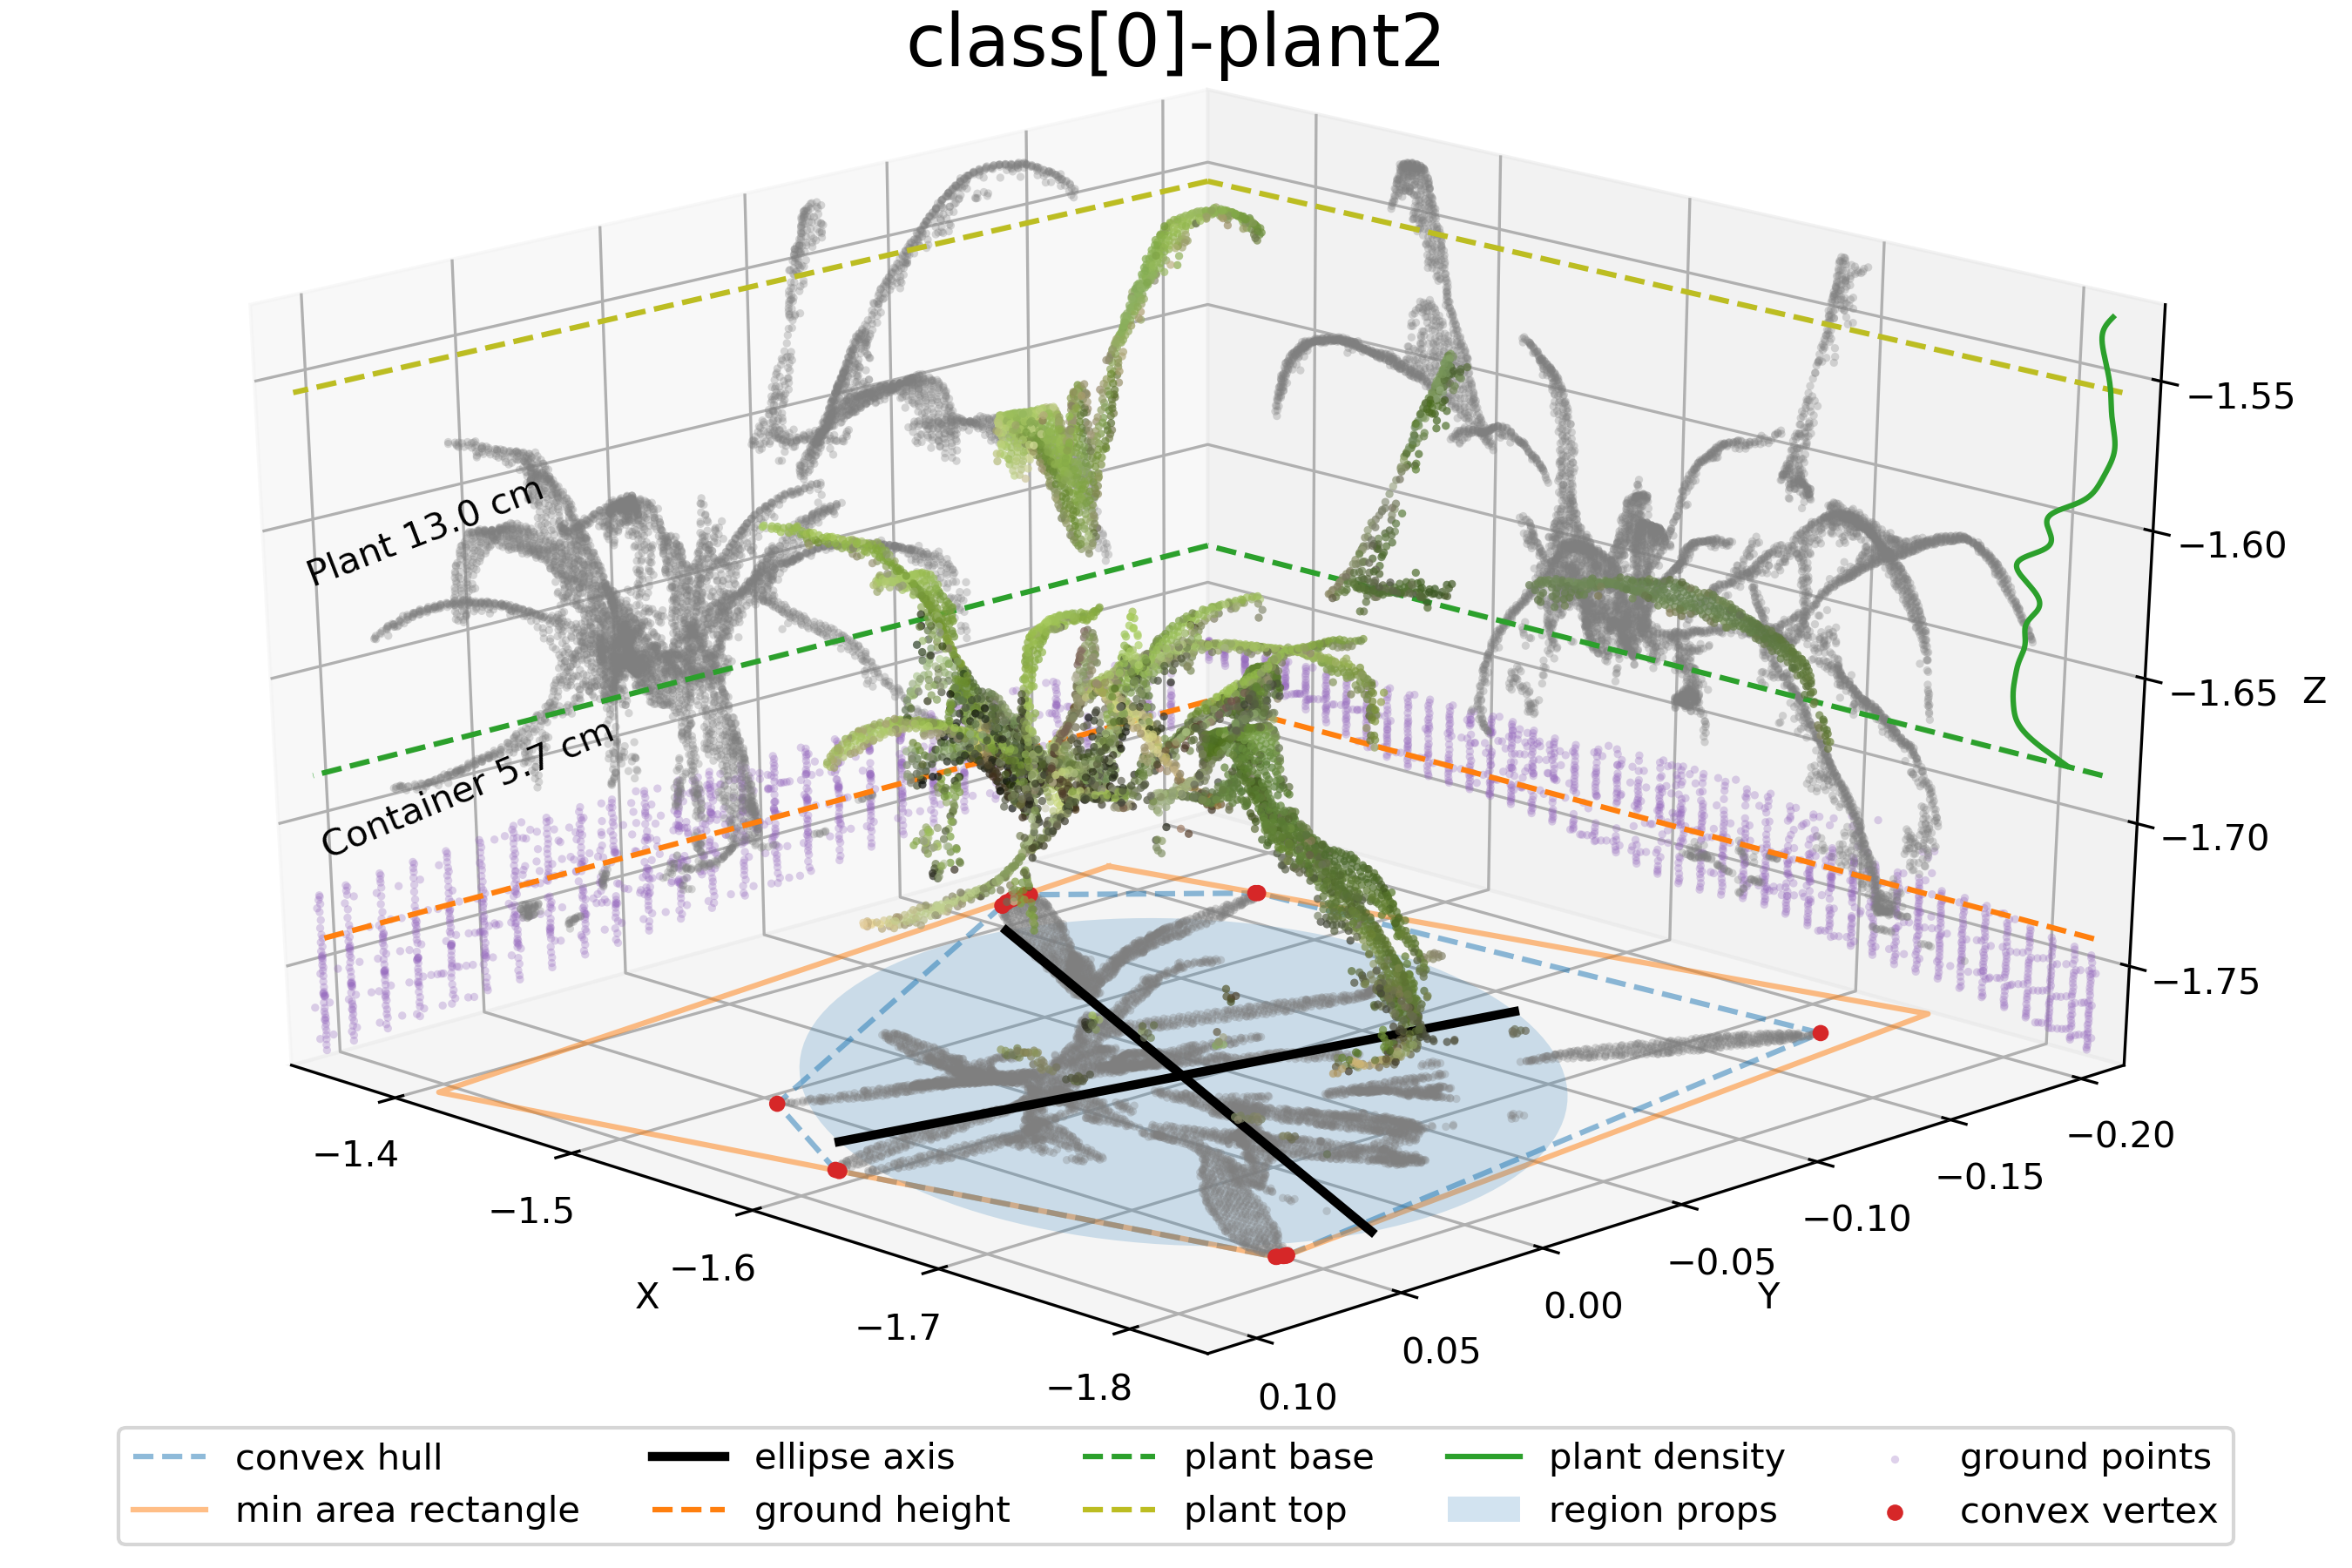 class[0]-plant2
Plant 13.0 cm
Container 5.7 cm
−1.55
−1.60
−1.65
Z
−1.70
−1.75
−1.4
−1.5
−1.6
−1.7
−1.8
X
−0.20
−0.15
−0.10
−0.05
0.00
0.05
0.10
Y
convex hull
min area rectangle
ellipse axis
ground height
plant base
plant top
plant density
region props
ground points
convex vertex